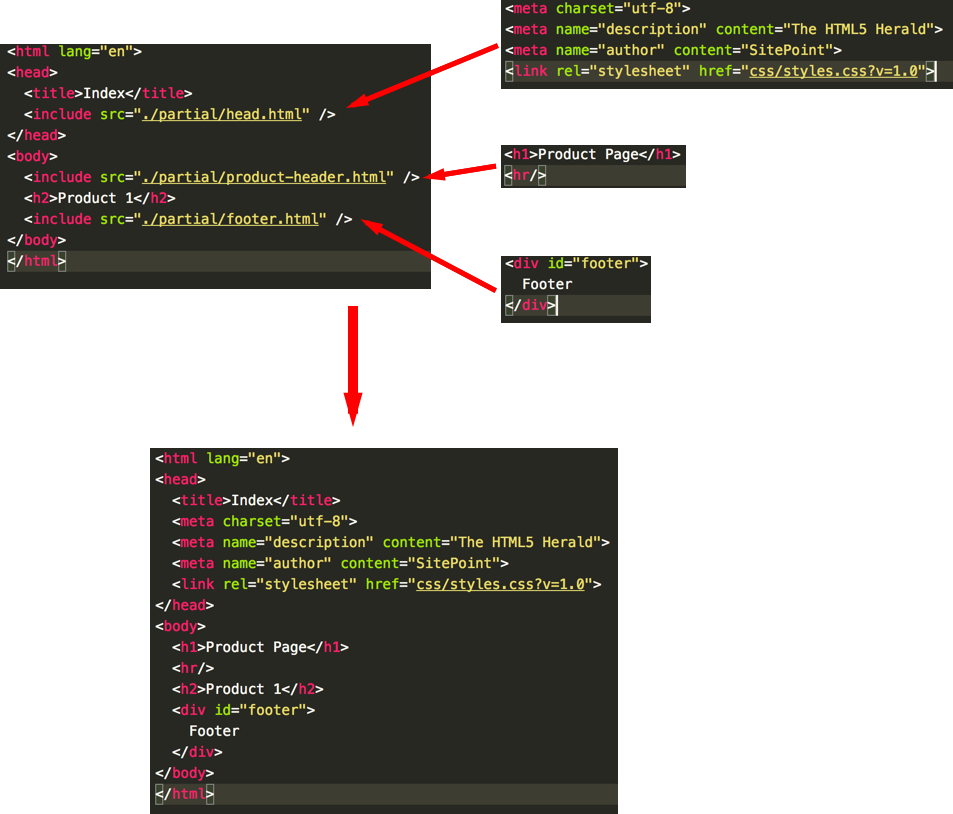 <html lang="en">
<head>
  <title>Index</title>
  <include src="./partial/head.html" />
</head>
<body>
  <include src="./partial/product-header.html" />
  <h2>Product 1</h2>
  <include src="./partial/footer.html" />
</body>
</html>
<meta charset="utf-8">
<meta name="description" content="The HTML5 Herald">
<meta name="author" content="SitePoint">
<link rel="stylesheet" href="css/styles.css?v=1.0">
<h1>Product Page</h1>
<hr/>
<div id="footer">
  Footer
</div>
<html lang="en">
<head>
  <title>Index</title>
  <meta charset="utf-8">
  <meta name="description" content="The HTML5 Herald">
  <meta name="author" content="SitePoint">
  <link rel="stylesheet" href="css/styles.css?v=1.0">
</head>
<body>
  <h1>Product Page</h1>
  <hr/>
  <h2>Product 1</h2>
  <div id="footer">
    Footer
  </div>
</body>
</html>